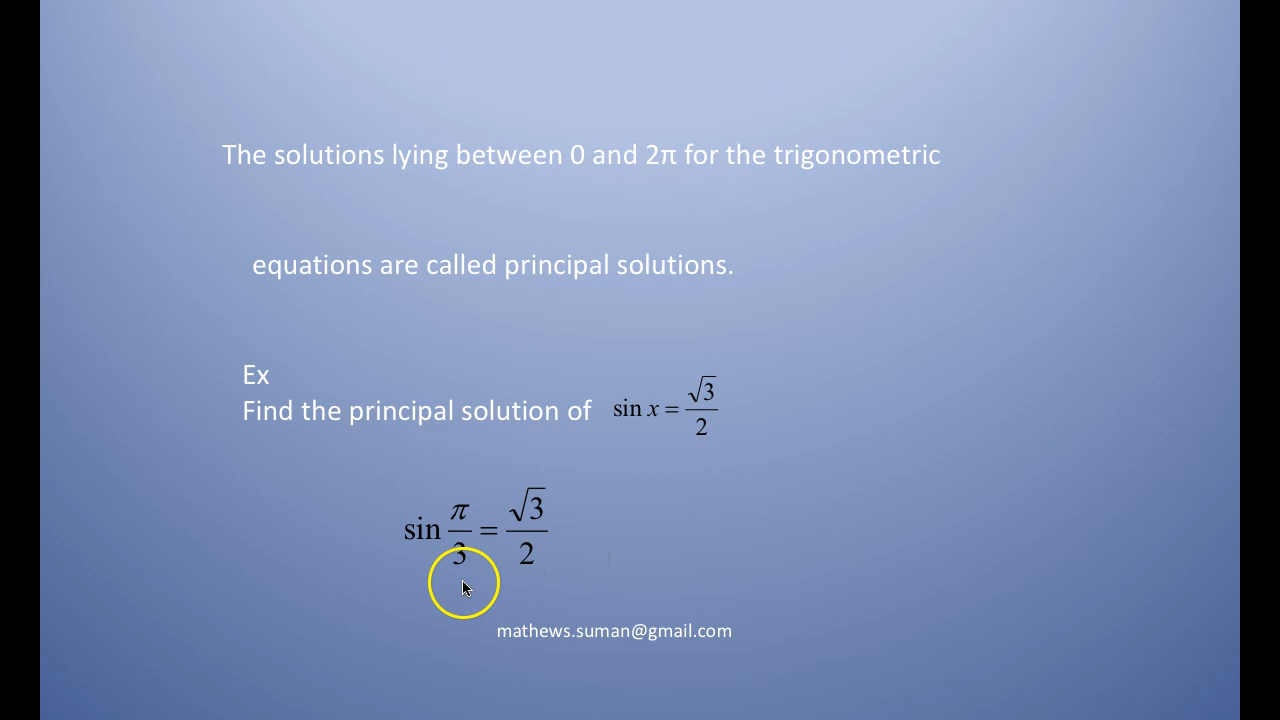 The solutions lying between 0 and 2π for the trigonometric
equations are called principal solutions.
Ex
Find the principal solution of sin x = √3/2
sin π/3 = √3/2
mathews.suman@gmail.com